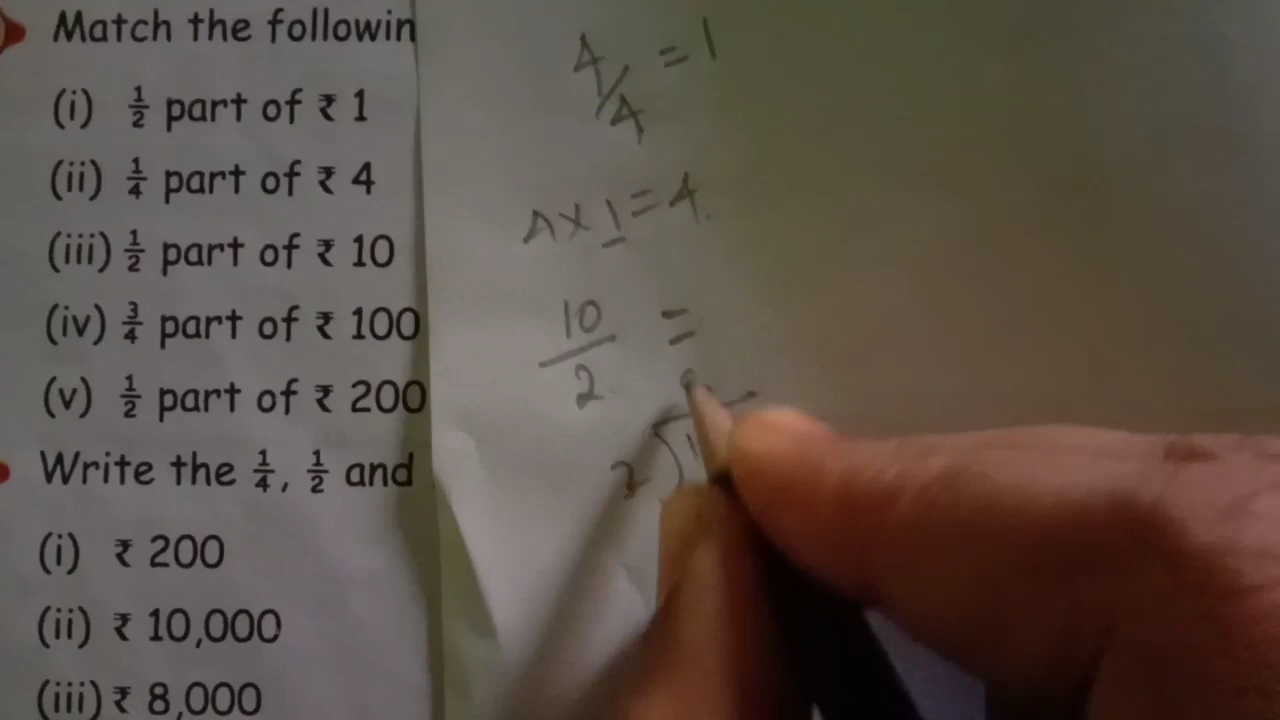 Match the followin
(i) 1/2 part of ₹ 1
(ii) 1/4 part of ₹ 4
(iii) 1/2 part of ₹ 10
(iv) 3/4 part of ₹ 100
(v) 1/2 part of ₹ 200
Write the 1/4, 1/2 and
(i) ₹ 200
(ii) ₹ 10,000
(iii) ₹ 8,000
4/4 = 1
4 × 1 = 4
10/2 =
2